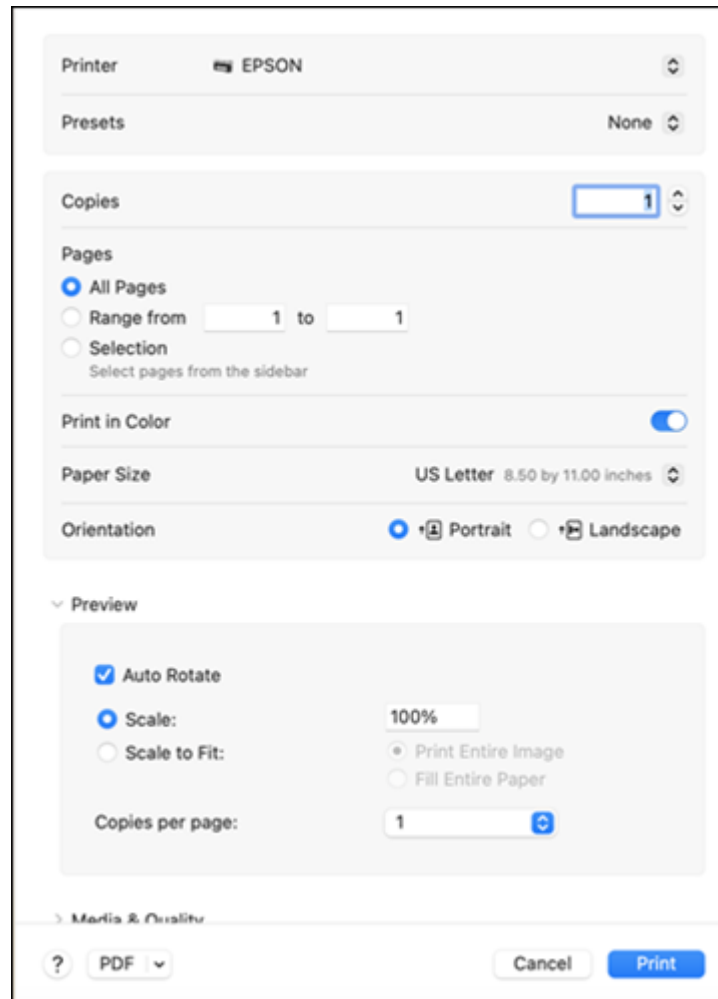 Printer EPSON
Presets None
Copies 1
Pages
All Pages
Range from 1 to 1
Selection
Select pages from the sidebar
Print in Color
Paper Size US Letter 8.50 by 11.00 inches
Orientation Portrait Landscape
Preview
Auto Rotate
Scale: 100%
Scale to Fit: Print Entire Image
Fill Entire Paper
Copies per page: 1
Media & Quality
? PDF Cancel Print